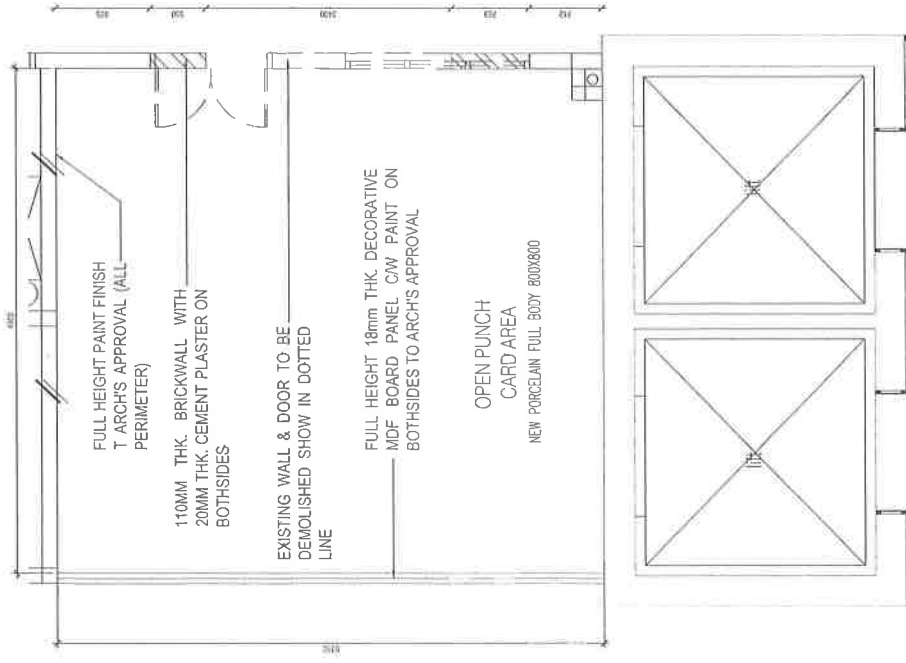 FULL HEIGHT PAINT FINISH
T ARCH'S APPROVAL (ALL
PERIMETER)
110MM THK. BRICKWALL WITH
20MM THK. CEMENT PLASTER ON
BOTHSIDES
EXISTING WALL & DOOR TO BE
DEMOLISHED SHOW IN DOTTED
LINE
FULL HEIGHT 18mm THK. DECORATIVE
MDF BOARD PANEL C/W PAINT ON
BOTHSIDES TO ARCH'S APPROVAL
OPEN PUNCH
CARD AREA
NEW PORCELAIN FULL BODY 800X800